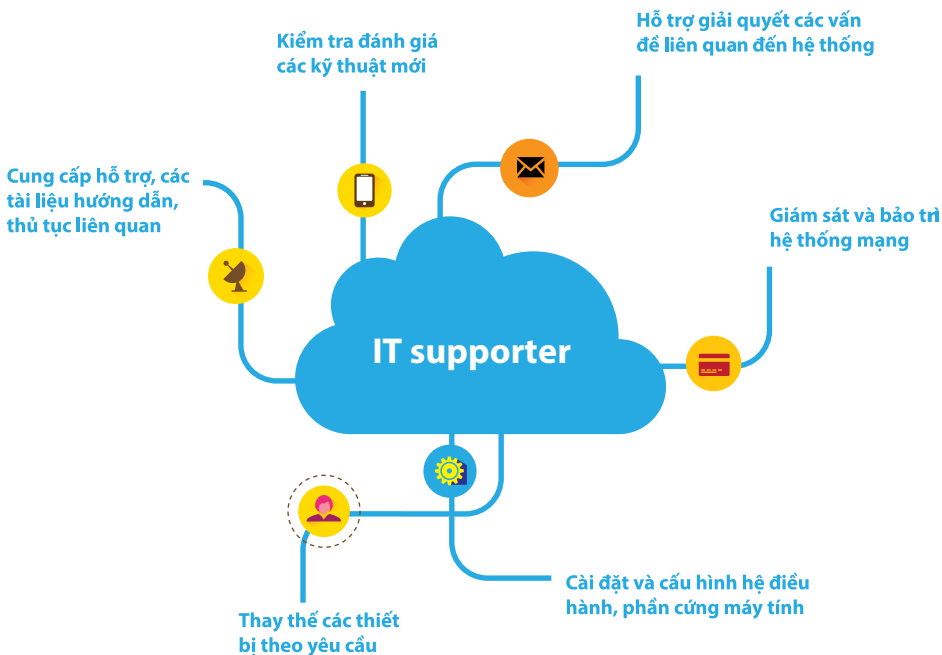 Hỗ trợ giải quyết các vấn
đề liên quan đến hệ thống
Kiểm tra đánh giá
các kỹ thuật mới
Cung cấp hỗ trợ, các
tài liệu hướng dẫn,
thủ tục liên quan
Giám sát và bảo trì
hệ thống mạng
IT supporter
Cài đặt và cấu hình hệ điều
hành, phần cứng máy tính
Thay thế các thiết
bị theo yêu cầu